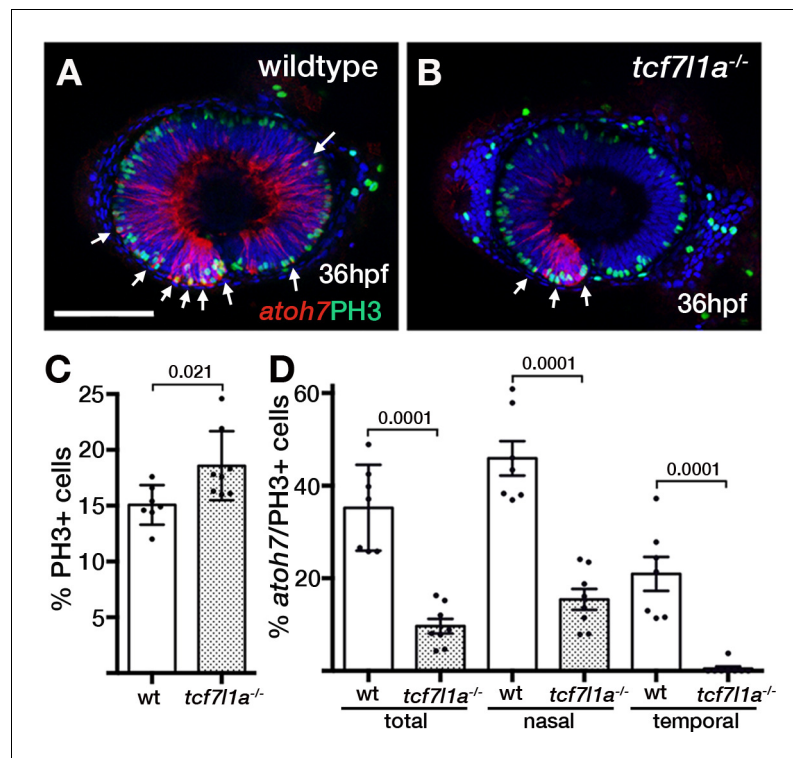 A wildtype
B tcf7l1a-/-
36hpf
atoh7PH3
36hpf
C
0.021
% PH3+ cells
25
20
15
10
5
wt tcf7l1a-/-
D
0.0001
0.0001
0.0001
% atoh7/PH3+ cells
60
40
20
wt tcf7l1a-/- wt tcf7l1a-/- wt tcf7l1a-/-
total nasal temporal